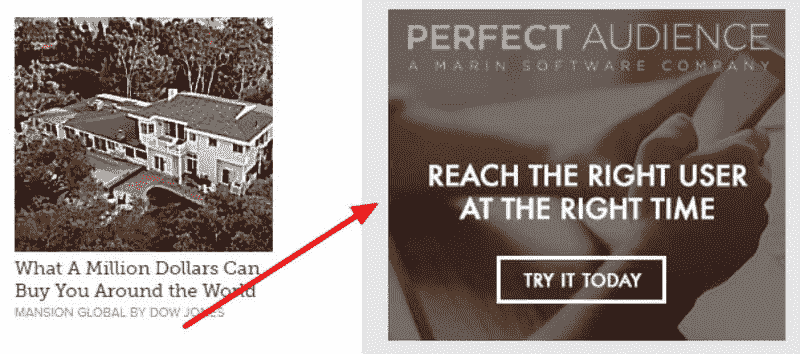 What A Million Dollars Can
Buy You Around the World
MANSION GLOBAL BY DOW JONES
PERFECT AUDIENCE
A MARIN SOFTWARE COMPANY
REACH THE RIGHT USER
AT THE RIGHT TIME
TRY IT TODAY